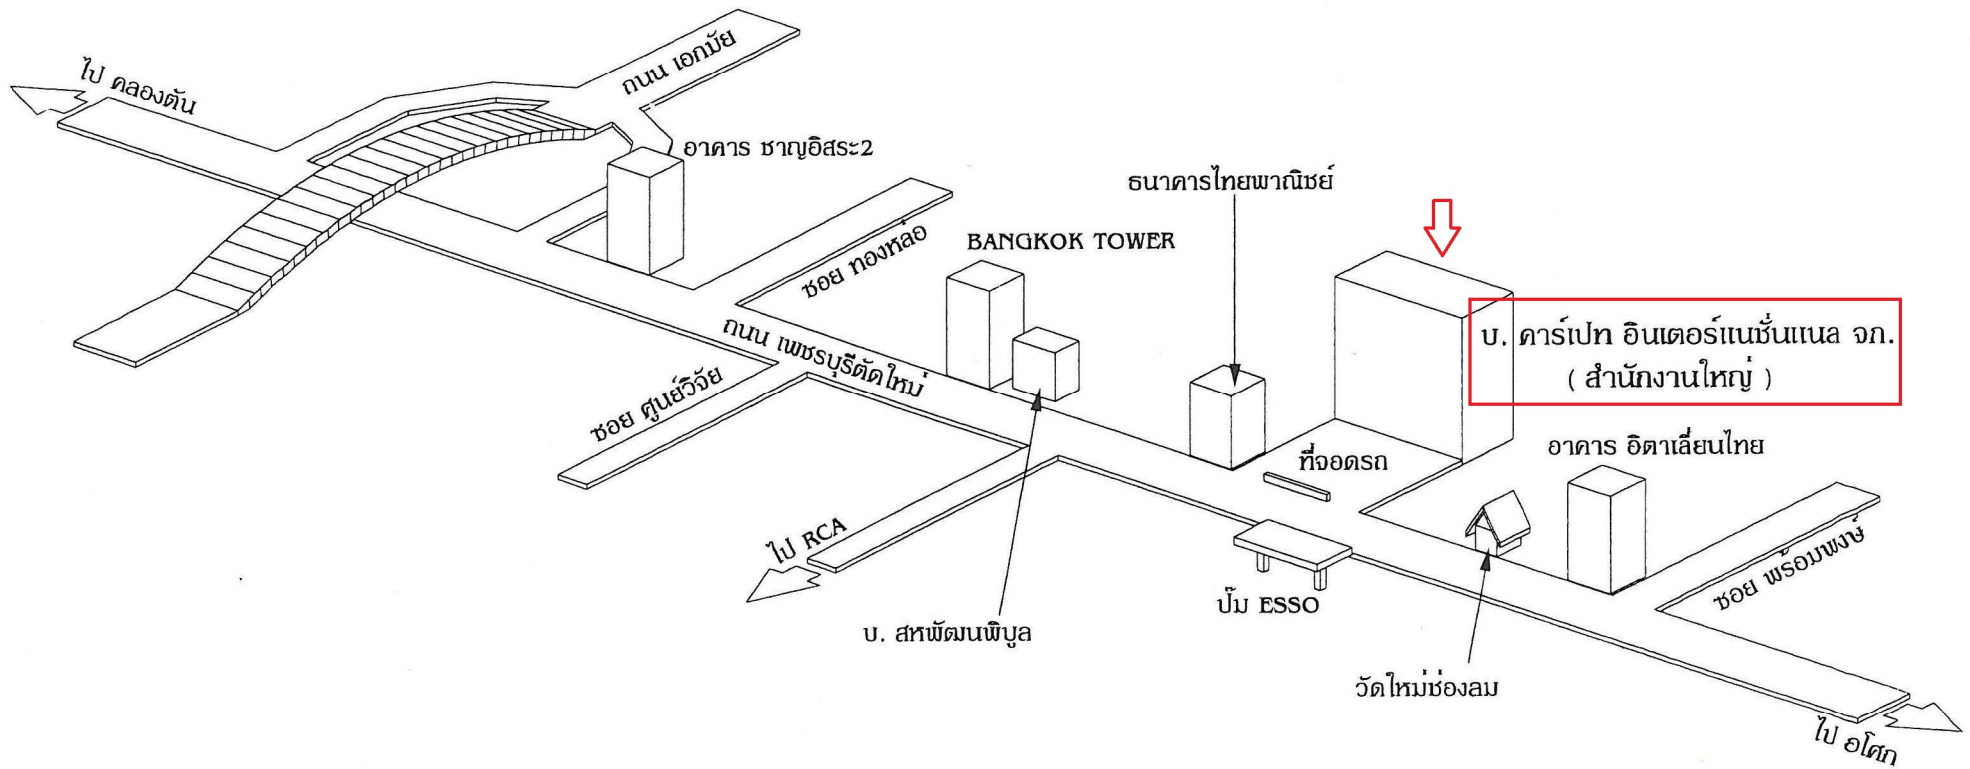 ไป คลองตัน
ถนน เอกมัย
อาคาร ชาญอิสระ2
ธนาคารไทยพาณิชย์
ซอย ทองหล่อ
BANGKOK TOWER
ถนน เพชรบุรีตัดใหม่
บ. คาร์เปท อินเตอร์แนชั่นแนล จก.
( สำนักงานใหญ่ )
ซอย ศูนย์วิจัย
ที่จอดรถ
อาคาร อิตาเลี่ยนไทย
ไป RCA
ซอย พร้อมพงษ์
ปั๊ม ESSO
บ. สหพัฒนพิบูล
วัดใหม่ช่องลม
ไป อโศก